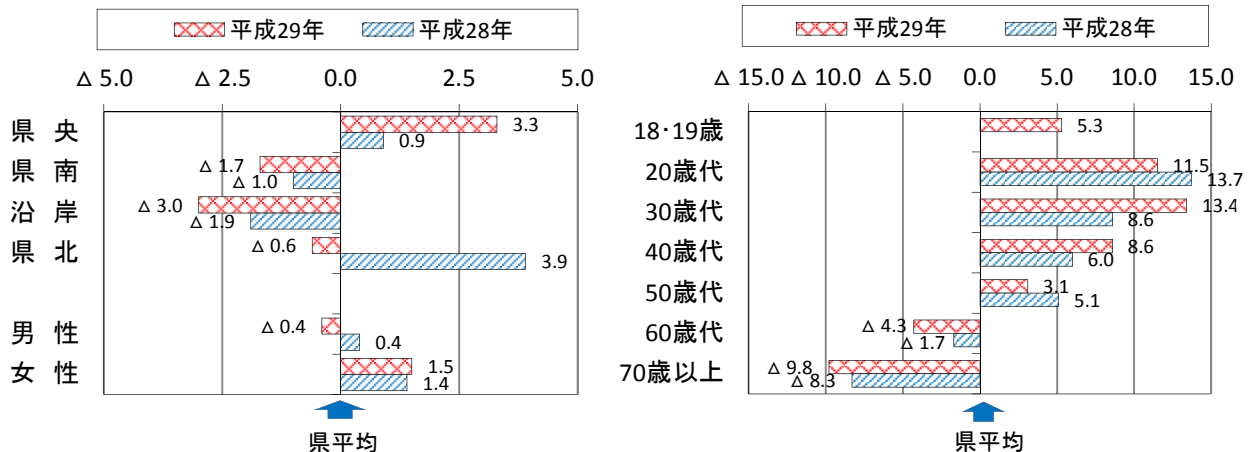 平成29年 平成28年
△ 5.0 △ 2.5 0.0 2.5 5.0
県 央 3.3
0.9
県 南 △ 1.7
△ 1.0
沿 岸 △ 3.0
△ 1.9
県 北 △ 0.6
3.9
男 性 △ 0.4
0.4
女 性 1.5
1.4
県平均
平成29年 平成28年
△ 15.0 △ 10.0 △ 5.0 0.0 5.0 10.0 15.0
18･19歳 5.3
20歳代 11.5
13.7
30歳代 13.4
8.6
40歳代 8.6
6.0
50歳代 3.1
5.1
60歳代 △ 4.3
△ 1.7
70歳以上 △ 9.8
△ 8.3
県平均